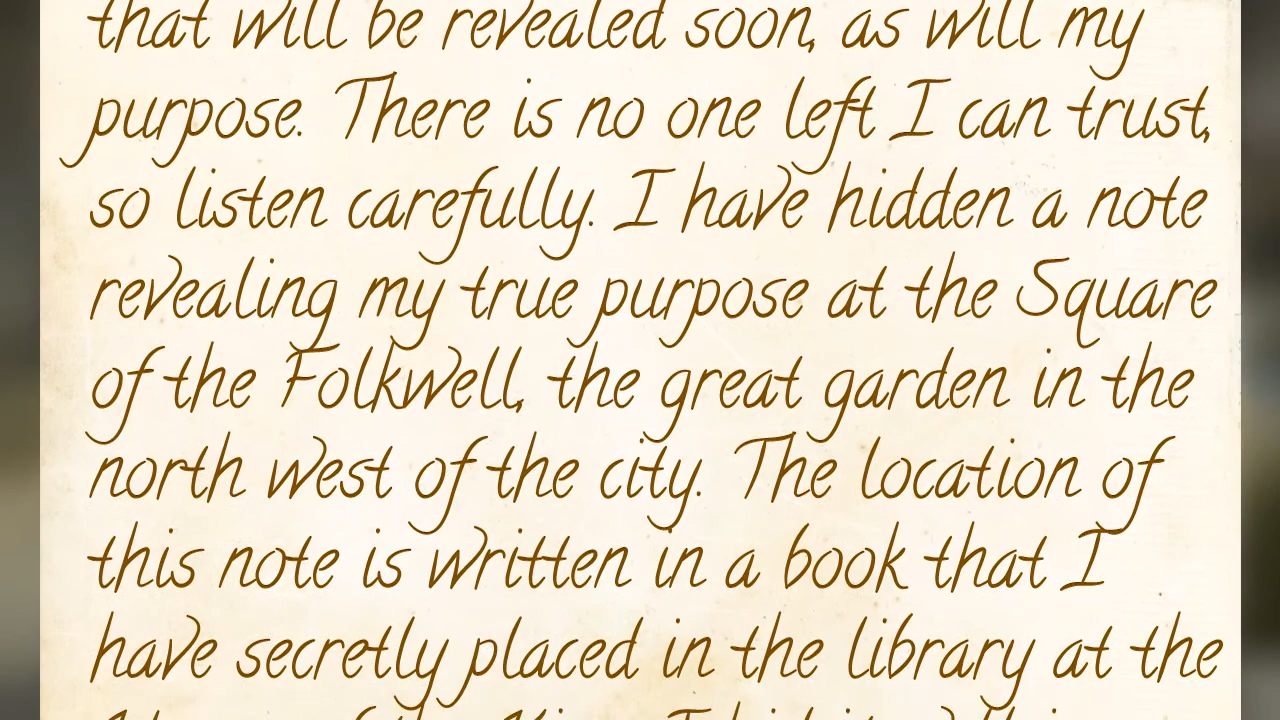 that will be revealed soon, as will my
purpose. There is no one left I can trust,
so listen carefully. I have hidden a note
revealing my true purpose at the Square
of the Folkwell, the great garden in the
north west of the city. The location of
this note is written in a book that I
have secretly placed in the library at the